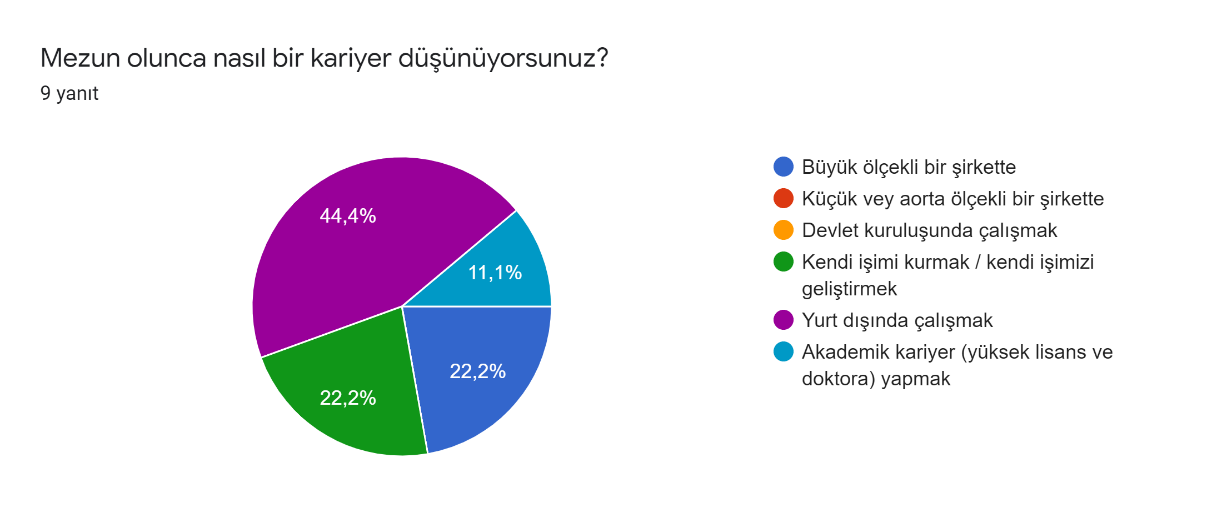 Mezun olunca nasıl bir kariyer düşünüyorsunuz?
9 yanıt
44,4%
11,1%
22,2%
22,2%
Büyük ölçekli bir şirkette
Küçük vey aorta ölçekli bir şirkette
Devlet kuruluşunda çalışmak
Kendi işimi kurmak / kendi işimizi
geliştirmek
Yurt dışında çalışmak
Akademik kariyer (yüksek lisans ve
doktora) yapmak